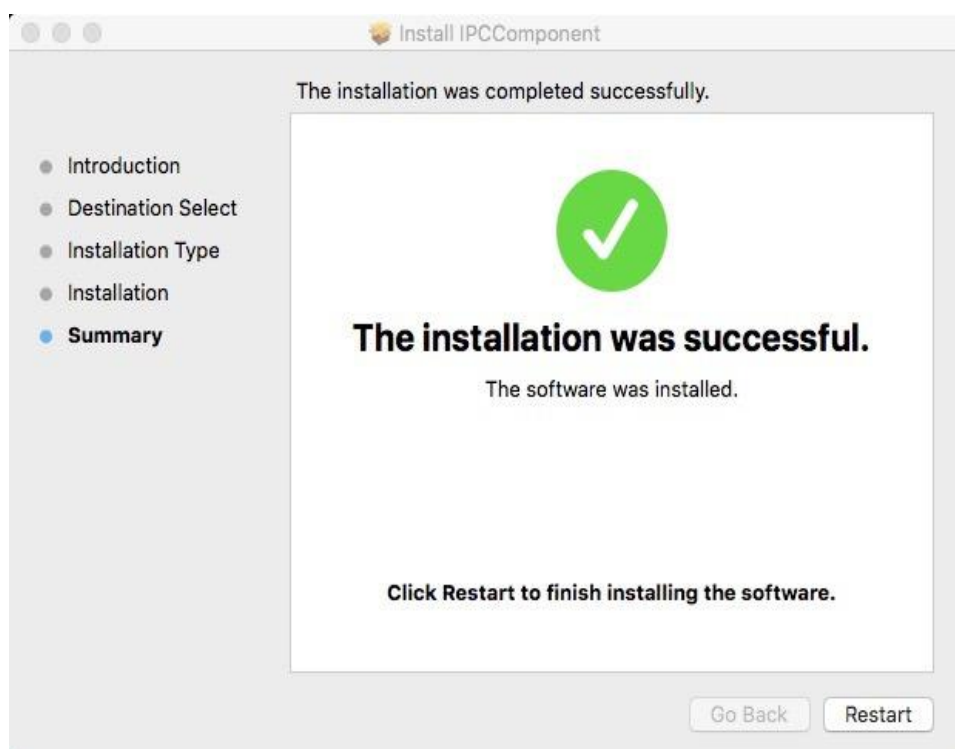 Install IPCComponent
The installation was completed successfully.
Introduction
Destination Select
Installation Type
Installation
Summary
The installation was successful.
The software was installed.
Click Restart to finish installing the software.
Go Back
Restart